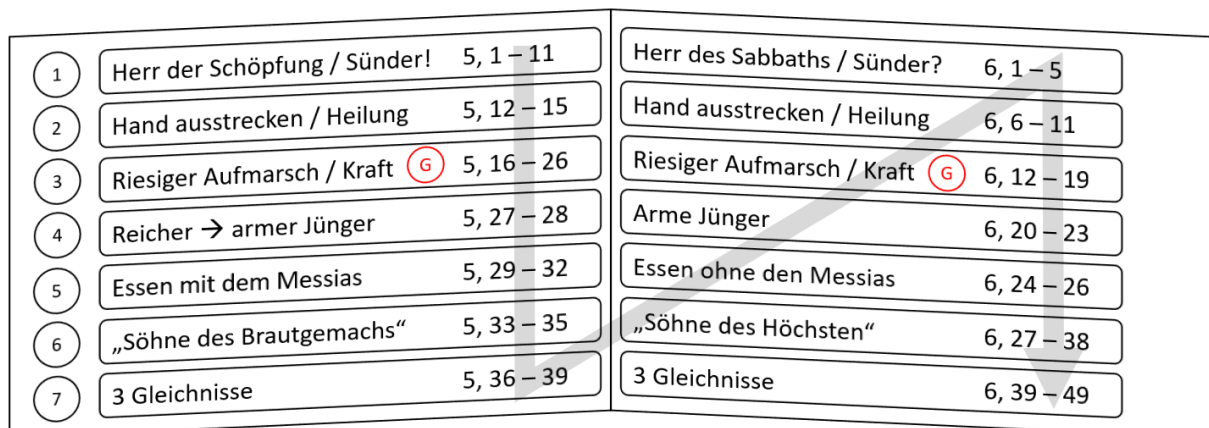 1 Herr der Schöpfung / Sünder! 5, 1 – 11
2 Hand ausstrecken / Heilung 5, 12 – 15
3 Riesiger Aufmarsch / Kraft G 5, 16 – 26
4 Reicher → armer Jünger 5, 27 – 28
5 Essen mit dem Messias 5, 29 – 32
6 „Söhne des Brautgemachs“ 5, 33 – 35
7 3 Gleichnisse 5, 36 – 39
Herr des Sabbaths / Sünder? 6, 1 – 5
Hand ausstrecken / Heilung 6, 6 – 11
Riesiger Aufmarsch / Kraft G 6, 12 – 19
Arme Jünger 6, 20 – 23
Essen ohne den Messias 6, 24 – 26
„Söhne des Höchsten“ 6, 27 – 38
3 Gleichnisse 6, 39 – 49